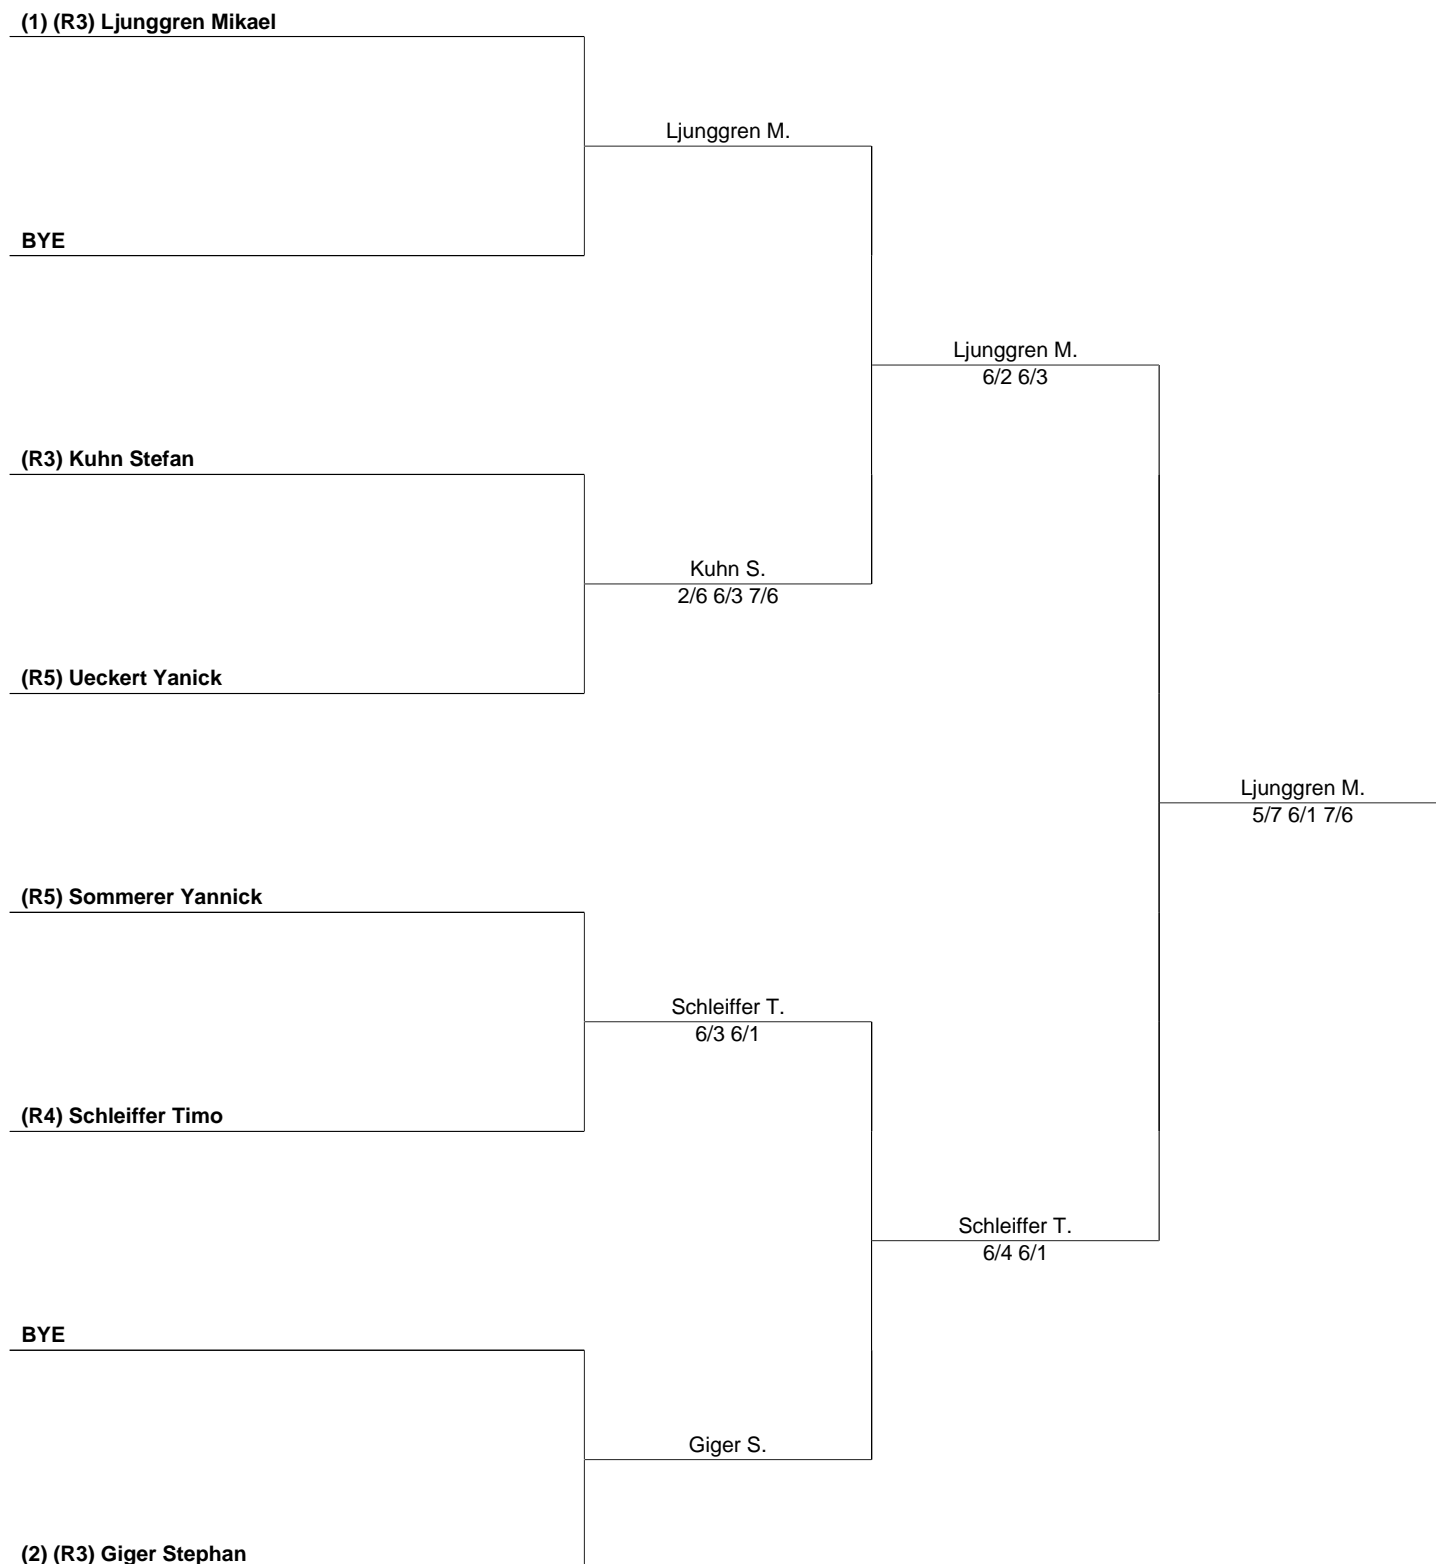 (1) (R3) Ljunggren Mikael
Ljunggren M.
BYE
Ljunggren M.
6/2 6/3
(R3) Kuhn Stefan
Kuhn S.
2/6 6/3 7/6
(R5) Ueckert Yanick
Ljunggren M.
5/7 6/1 7/6
(R5) Sommerer Yannick
Schleiffer T.
6/3 6/1
(R4) Schleiffer Timo
Schleiffer T.
6/4 6/1
BYE
Giger S.
(2) (R3) Giger Stephan